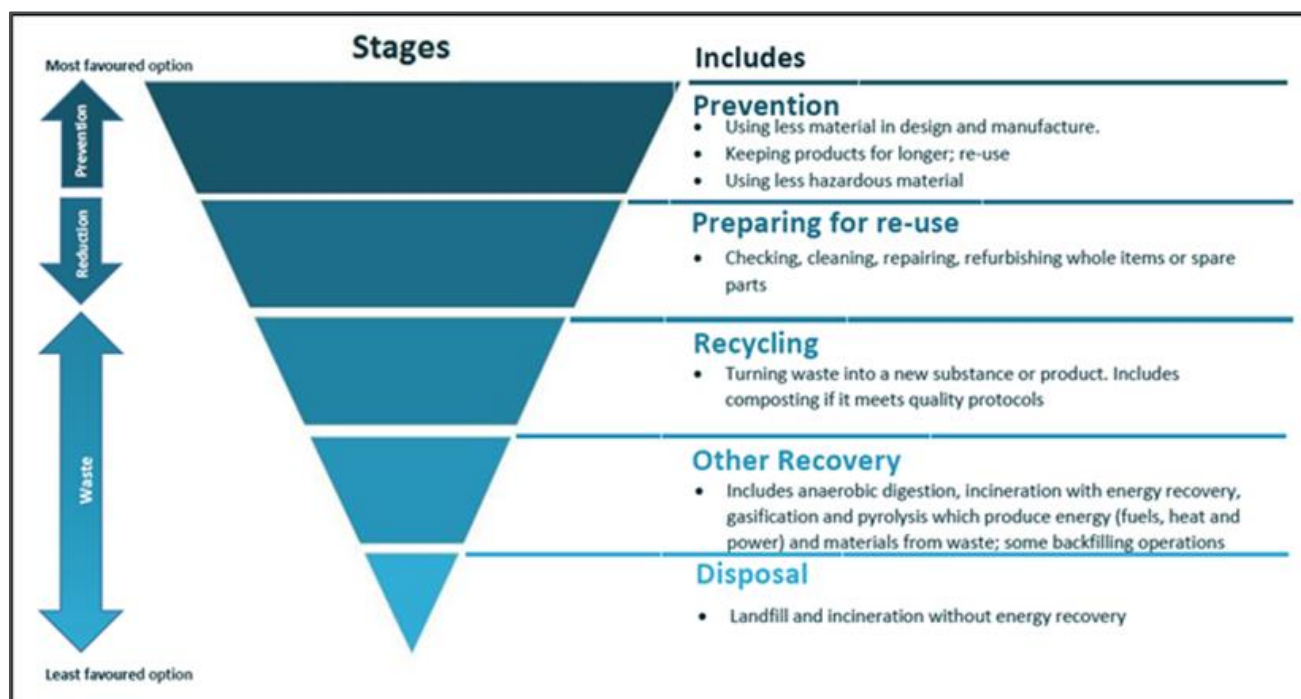 Stages
Includes
Most favoured option
Prevention
Reduction
Waste
Least favoured option
Prevention
• Using less material in design and manufacture.
• Keeping products for longer; re-use
• Using less hazardous material
Preparing for re-use
• Checking, cleaning, repairing, refurbishing whole items or spare
parts
Recycling
• Turning waste into a new substance or product. Includes
composting if it meets quality protocols
Other Recovery
• Includes anaerobic digestion, incineration with energy recovery,
gasification and pyrolysis which produce energy (fuels, heat and
power) and materials from waste; some backfilling operations
Disposal
• Landfill and incineration without energy recovery